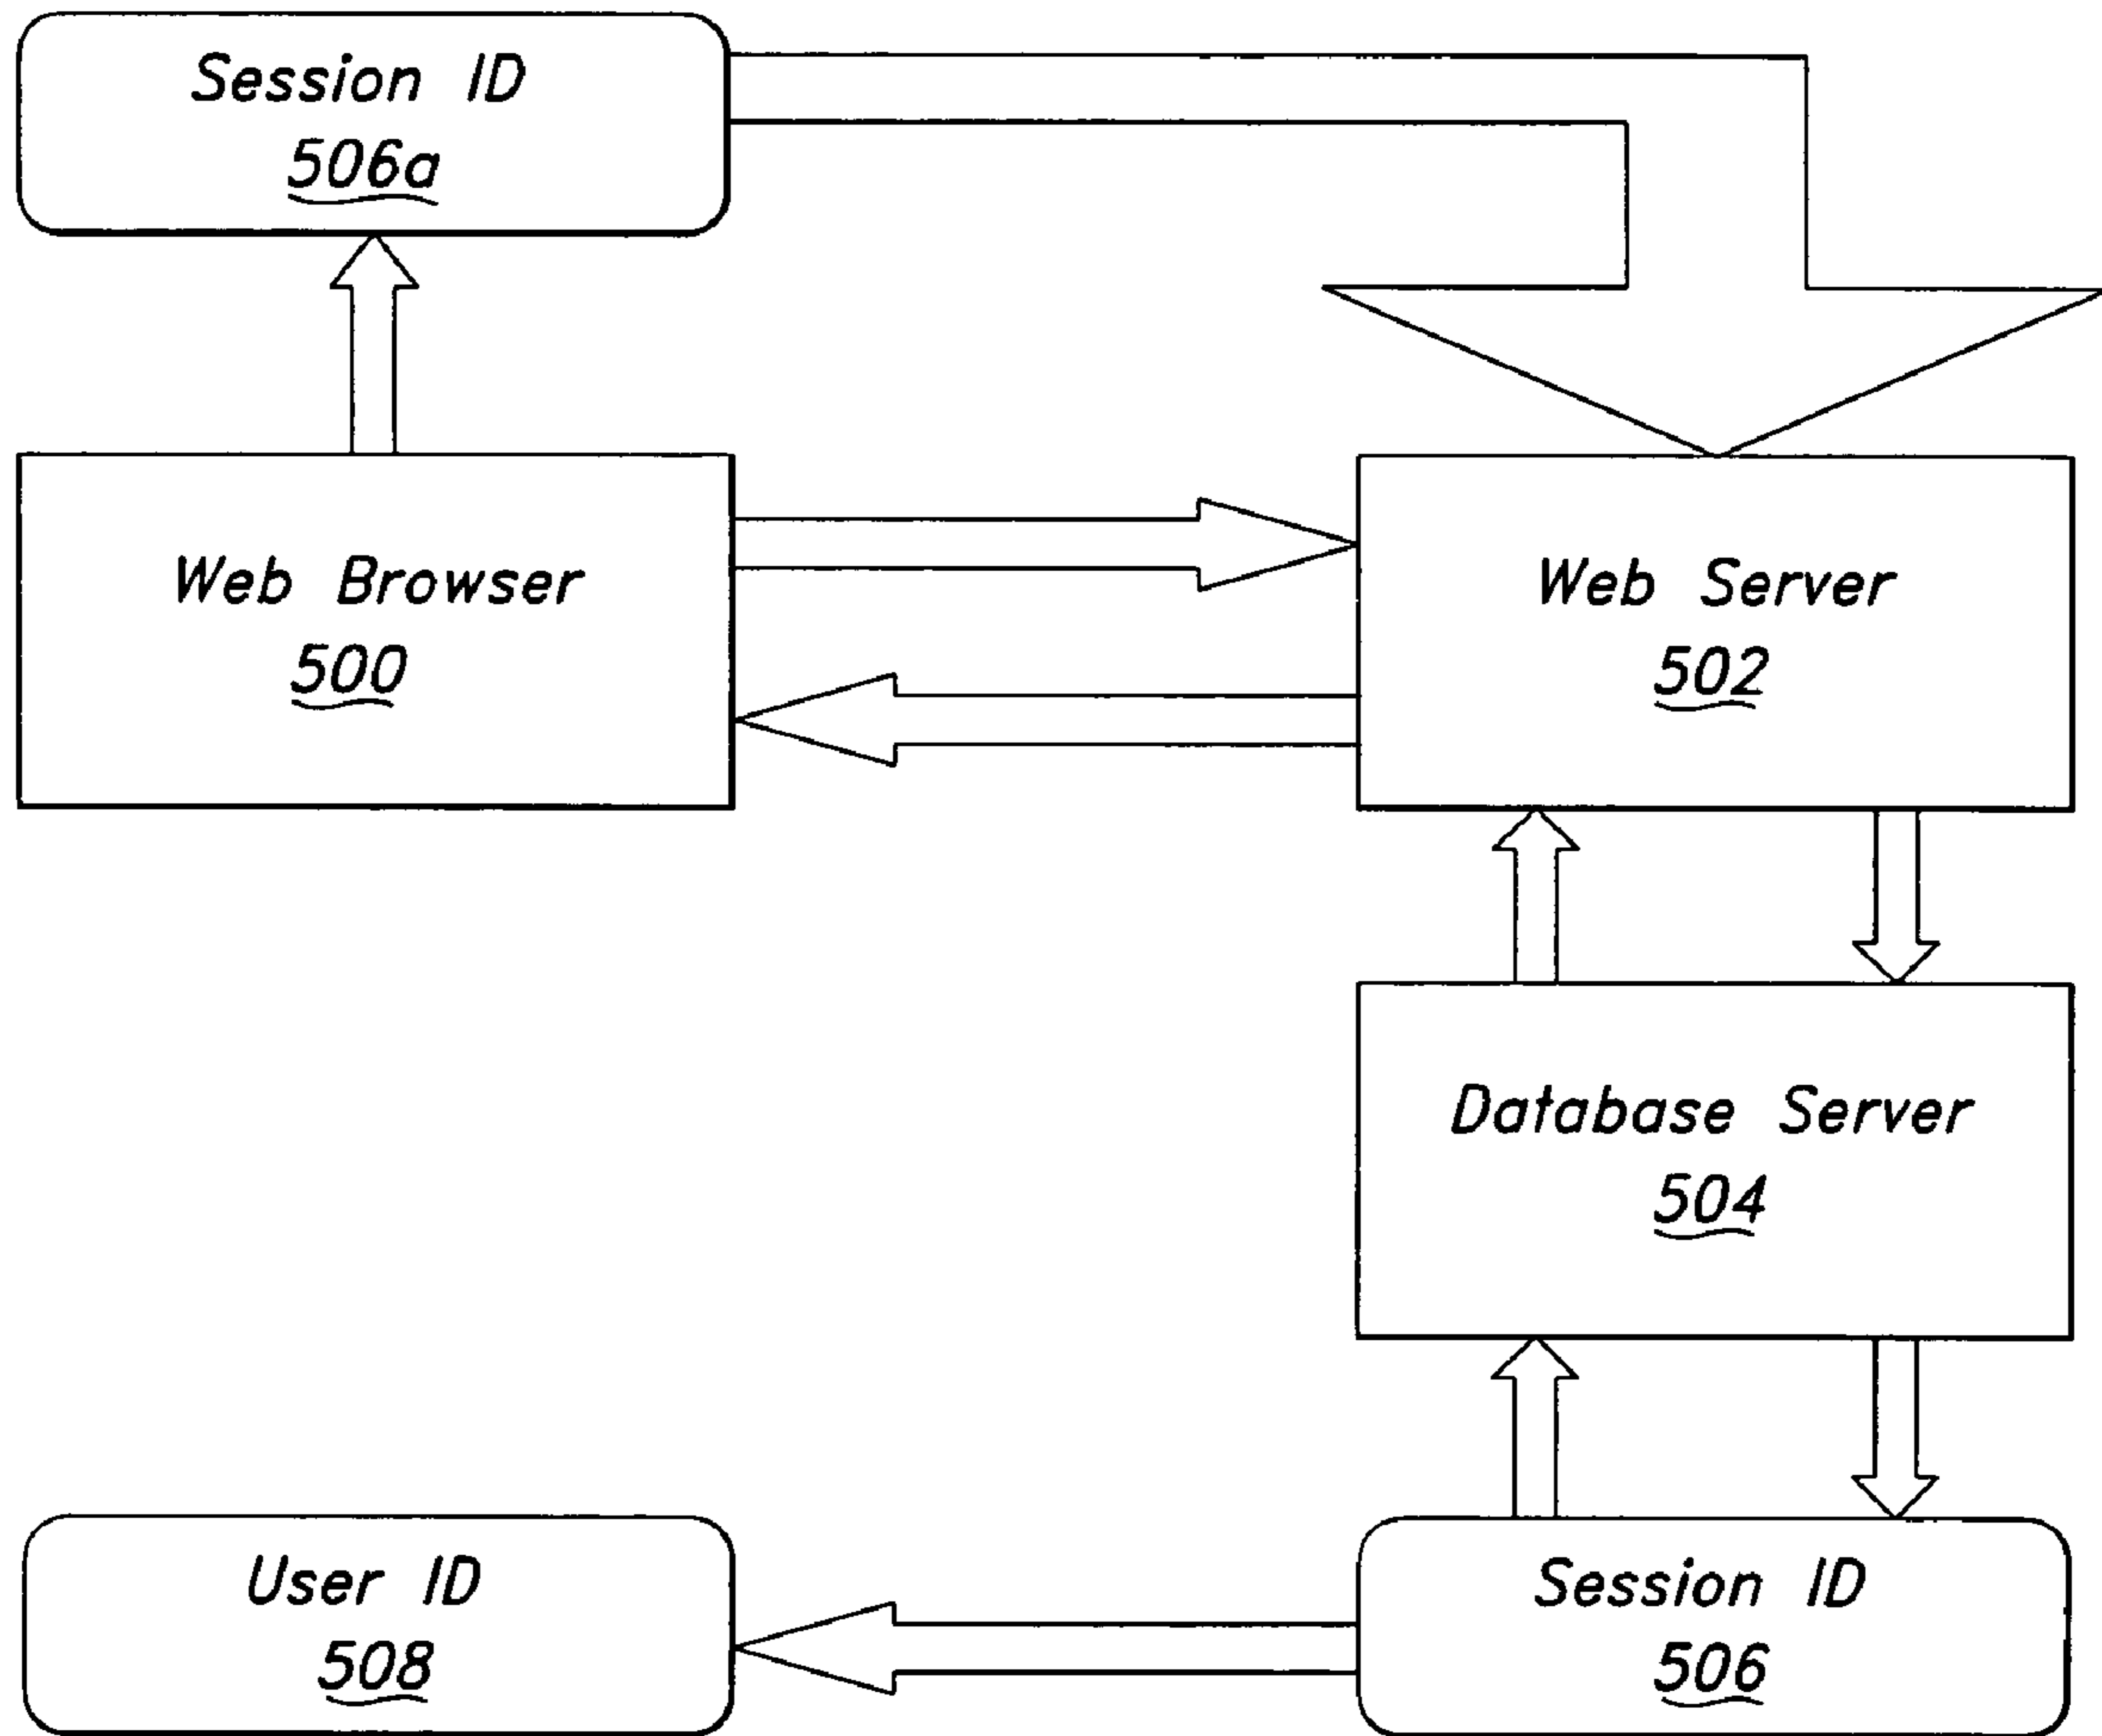 Session ID
506a
Web Browser
500
Web Server
502
Database Server
504
User ID
508
Session ID
506